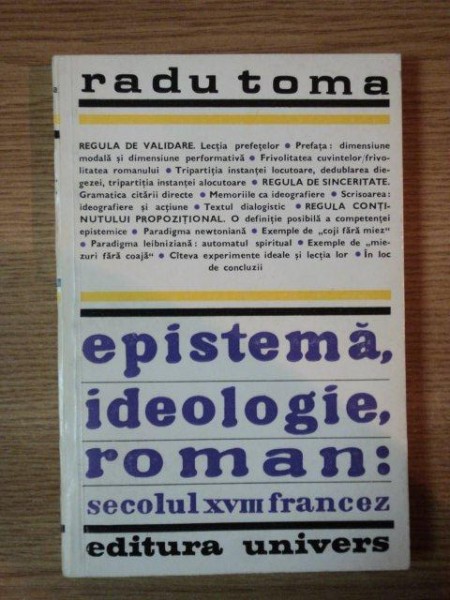 radu toma
REGULA DE VALIDARE. Lecția prefețelor ● Prefața: dimensiune
modală și dimensiune performativă ● Frivolitatea cuvintelor/frivo-
litatea romanului ● Tripartiția instanței locutoare, dedublarea die-
gezei, tripartiția instanței alocutoare ● REGULA DE SINCERITATE.
Gramatica citării directe ● Memoriile ca ideografiere ● Scrisoarea:
ideografiere și acțiune ● Textul dialogistic ● REGULA CONȚI-
NUTULUI PROPOZIȚIONAL. O definiție posibilă a competenței
epistemice ● Paradigma newtoniană ● Exemple de „coji fără miez"
● Paradigma leibniziană: automatul spiritual ● Exemple de „mie-
zuri fără coajă" ● Cîteva experimente ideale și lecția lor ● În loc
de concluzii
epistemă,
ideologie,
roman:
secolul XVIII francez
editura univers